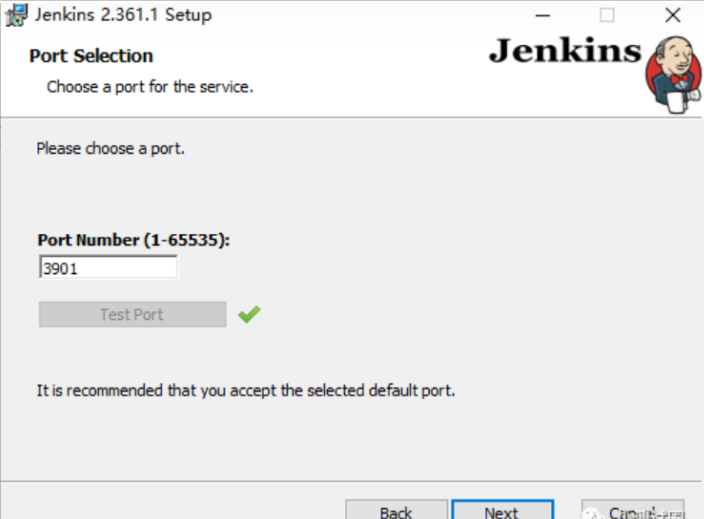 Jenkins 2.361.1 Setup
Port Selection
Jenkins
Choose a port for the service.
Please choose a port.
Port Number (1-65535):
3901
Test Port
It is recommended that you accept the selected default port.
Back
Next